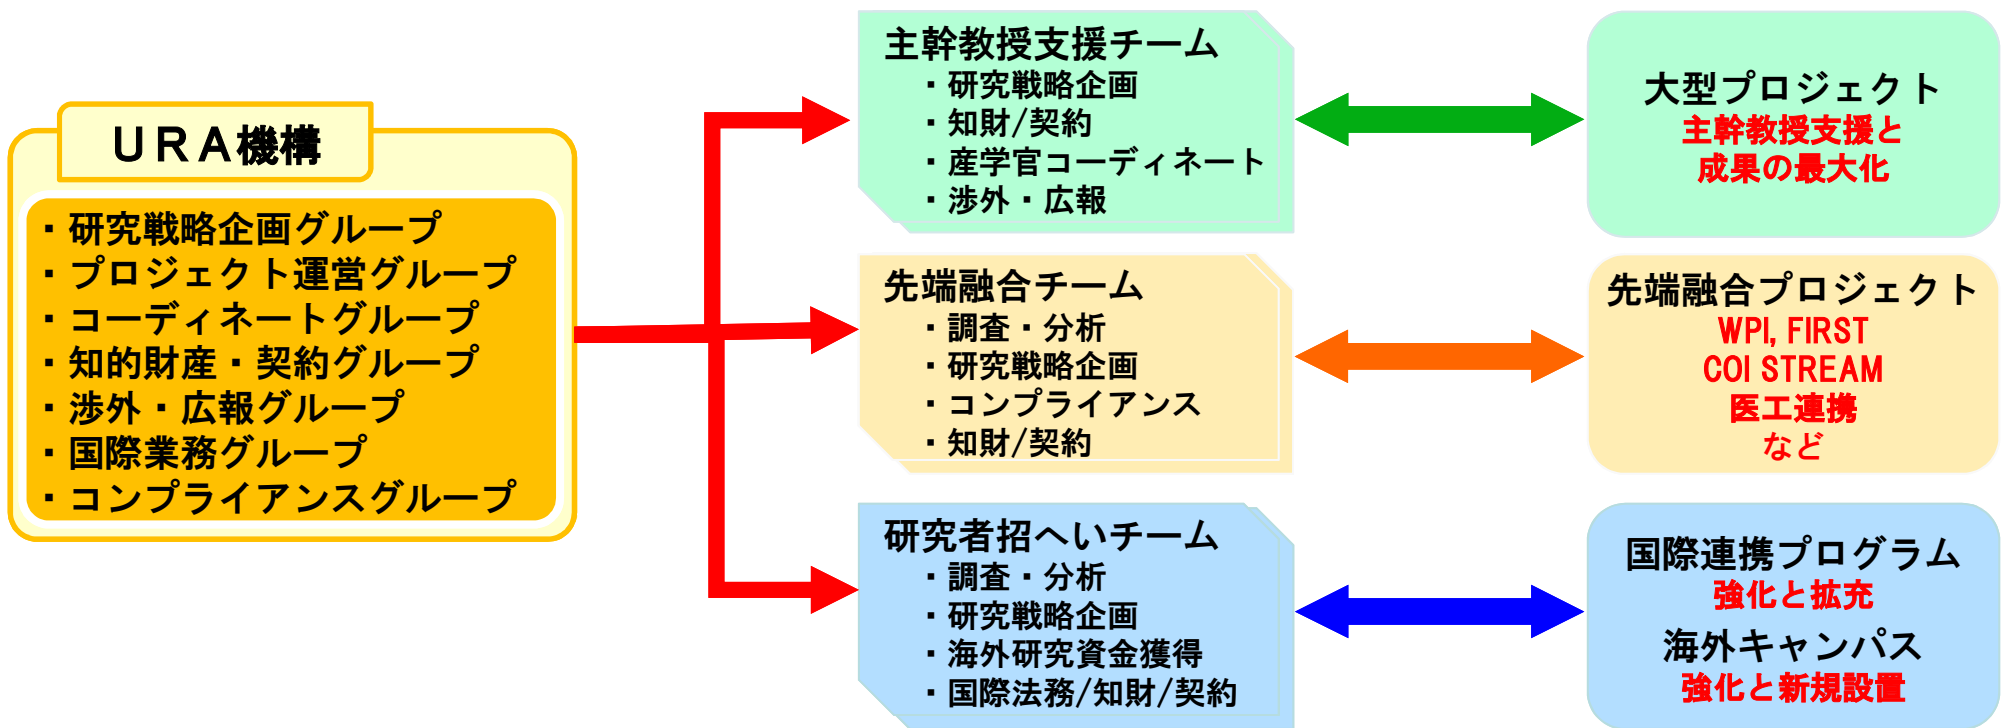 URA機構
・研究戦略企画グループ
・プロジェクト運営グループ
・コーディネートグループ
・知的財産・契約グループ
・渉外・広報グループ
・国際業務グループ
・コンプライアンスグループ
主幹教授支援チーム
・研究戦略企画
・知財/契約
・産学官コーディネート
・渉外・広報
大型プロジェクト
主幹教授支援と
成果の最大化
先端融合チーム
・調査・分析
・研究戦略企画
・コンプライアンス
・知財/契約
先端融合プロジェクト
WPI, FIRST
COI STREAM
医工連携
など
研究者招へいチーム
・調査・分析
・研究戦略企画
・海外研究資金獲得
・国際法務/知財/契約
国際連携プログラム
強化と拡充
海外キャンパス
強化と新規設置